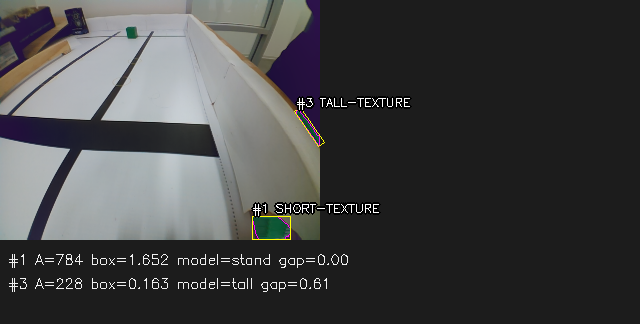 #3 TALL-TEXTURE
#1 SHORT-TEXTURE
#1 A=784 box=1.652 model=stand gap=0.00
#3 A=228 box=0.163 model=tall gap=0.61